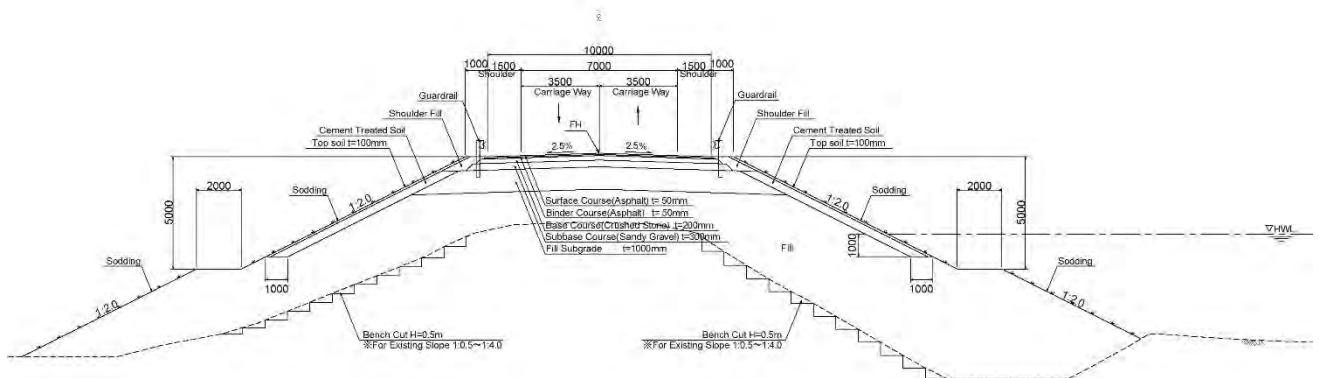 10000
1000 1500 7000 1500 1000
Shoulder Shoulder
3500 3500
Carriage Way Carriage Way
Guardrail Guardrail
Shoulder Fill Shoulder Fill
Cement Treated Soil FH Cement Treated Soil
Top soil t=100mm 2.5% 2.5% Top soil t=100mm
2000 2000
5000 Sodding 1:2.0 1:2.0 Sodding 5000
Surface Course(Asphalt) t= 50mm
Binder Course(Asphalt) t= 50mm
Base Course(Crushed Stone) t=200mm
Subbase Course(Sandy Gravel) t=300mm
Fill Subgrade t=1000mm
Fill
1000
▽HWL
Sodding Sodding
1000 1000
1:2.0 1:2.0
Bench Cut H=0.5m Bench Cut H=0.5m
※For Existing Slope 1:0.5~1:4.0 ※For Existing Slope 1:0.5~1:4.0